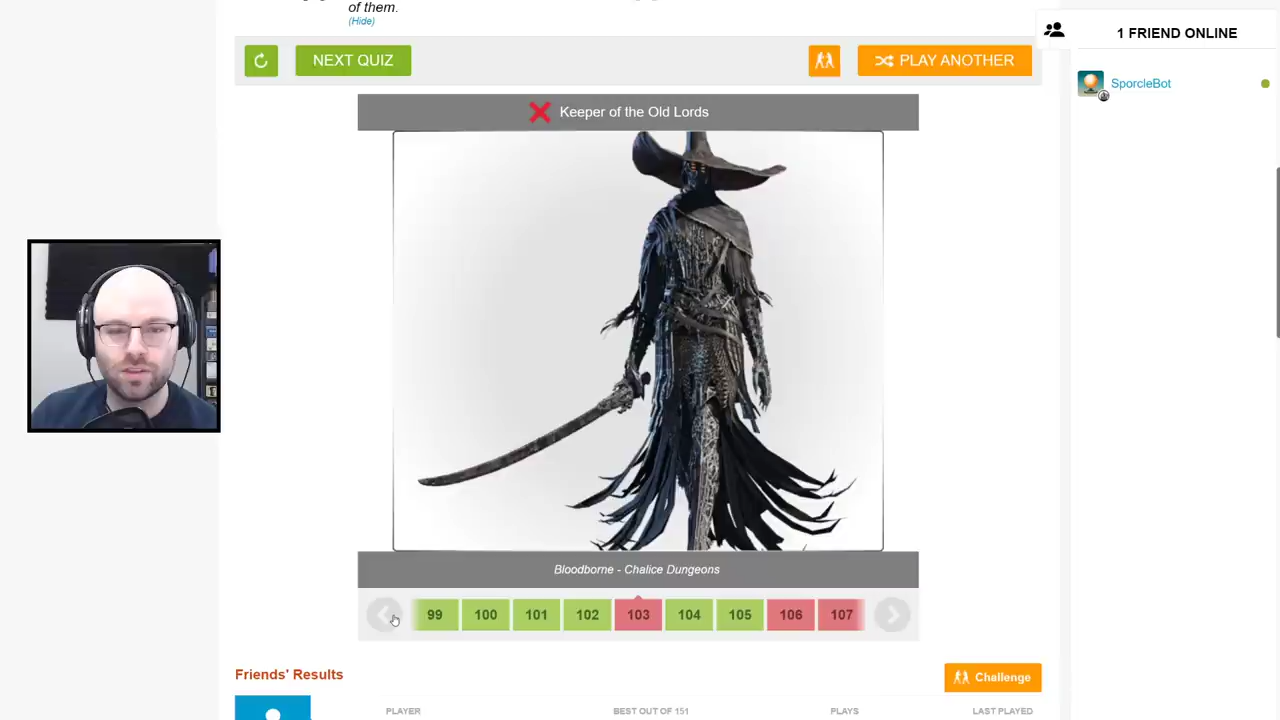 of them.
(Hide)
NEXT QUIZ
PLAY ANOTHER
1 FRIEND ONLINE
SporcleBot
Keeper of the Old Lords
Bloodborne - Chalice Dungeons
99 100 101 102 103 104 105 106 107
Friends' Results
Challenge
PLAYER BEST OUT OF 151 PLAYS LAST PLAYED